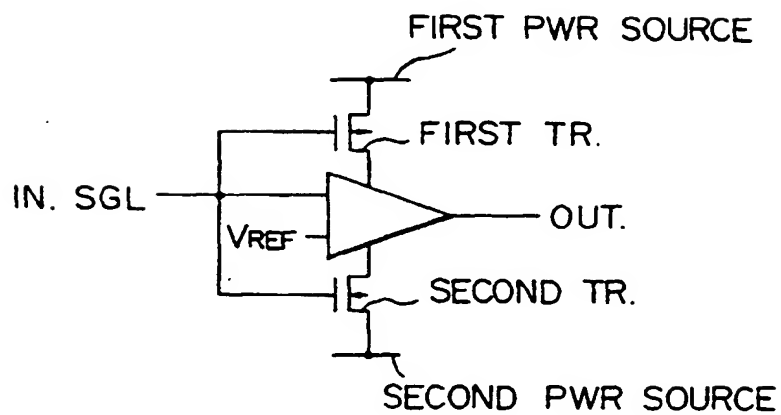 FIRST PWR SOURCE
FIRST TR.
IN. SGL
VREF
OUT.
SECOND TR.
SECOND PWR SOURCE